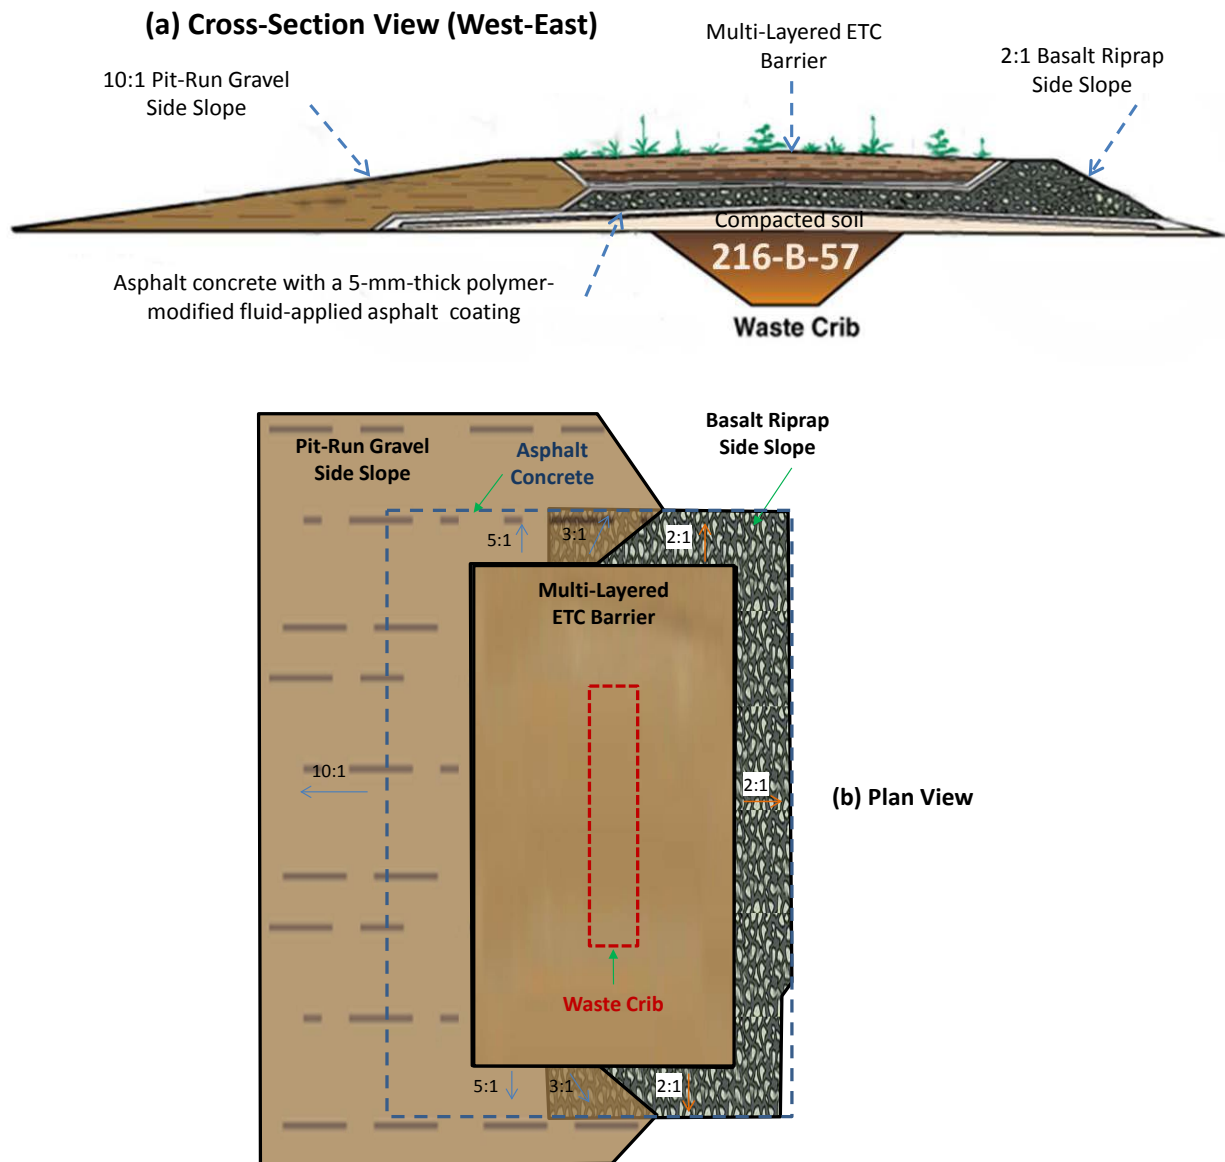 (a) Cross-Section View (West-East)
Multi-Layered ETC
Barrier
2:1 Basalt Riprap
Side Slope
10:1 Pit-Run Gravel
Side Slope
Compacted soil
216-B-57
Asphalt concrete with a 5-mm-thick polymer-
modified fluid-applied asphalt coating
Waste Crib
Pit-Run Gravel
Side Slope
Asphalt
Concrete
Basalt Riprap
Side Slope
5:1
3:1
2:1
Multi-Layered
ETC Barrier
10:1
2:1
(b) Plan View
Waste Crib
5:1
3:1
2:1